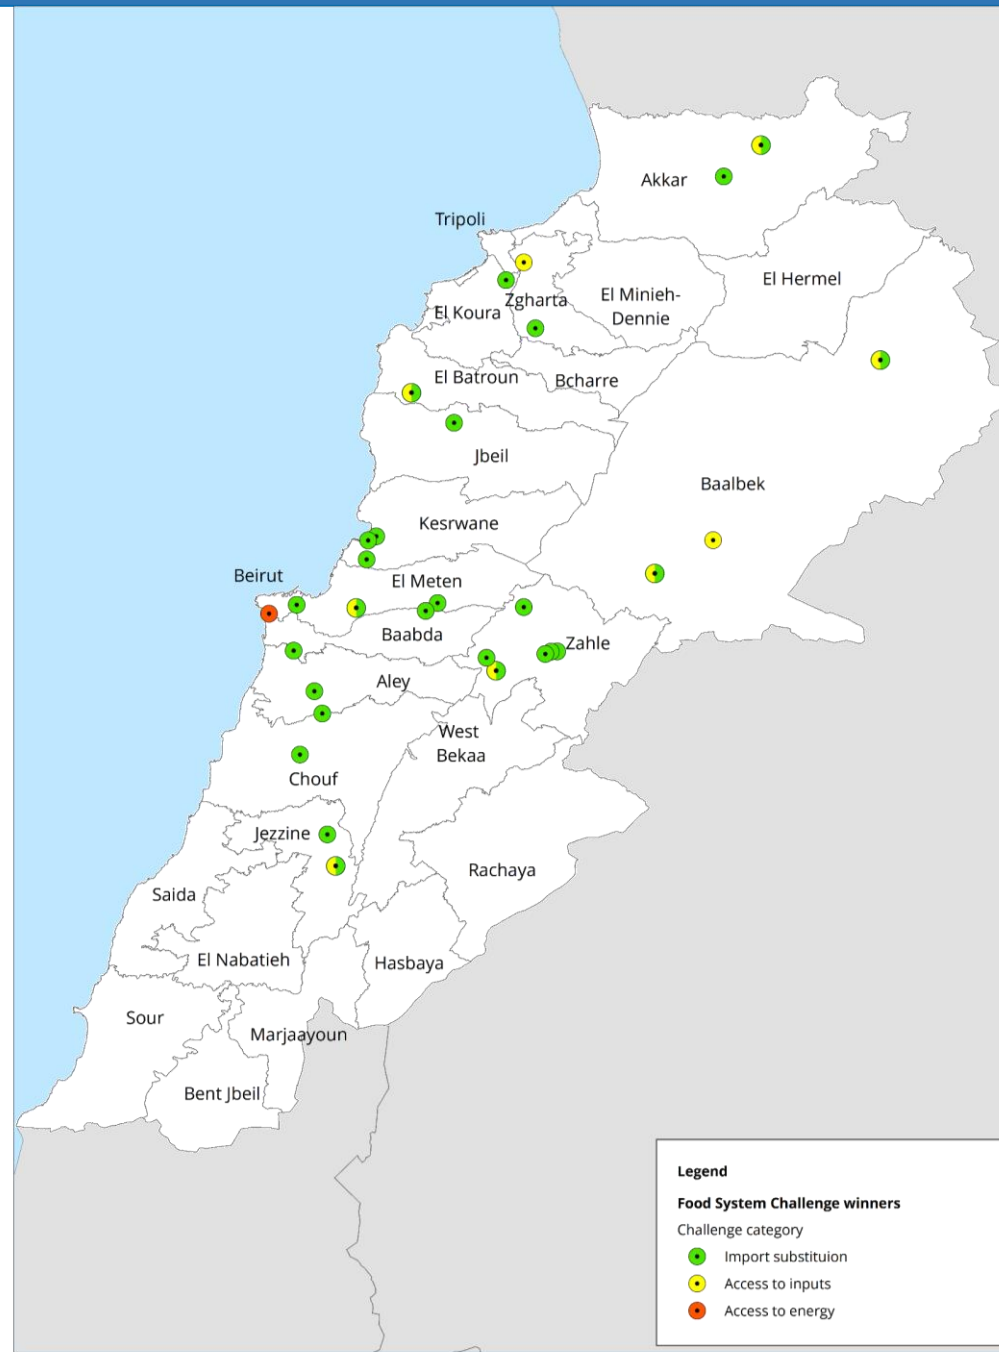 Akkar
Tripoli
El Hermel
Zgharta
El Minieh-
Dennie
El Koura
El Batroun
Bcharre
Jbeil
Baalbek
Kesrwane
Beirut
El Meten
Baabda
Zahle
Aley
West
Bekaa
Chouf
Jezzine
Rachaya
Saida
El Nabatieh
Hasbaya
Sour
Marjaayoun
Bent Jbeil
Legend
Food System Challenge winners
Challenge category
Import substituion
Access to inputs
Access to energy